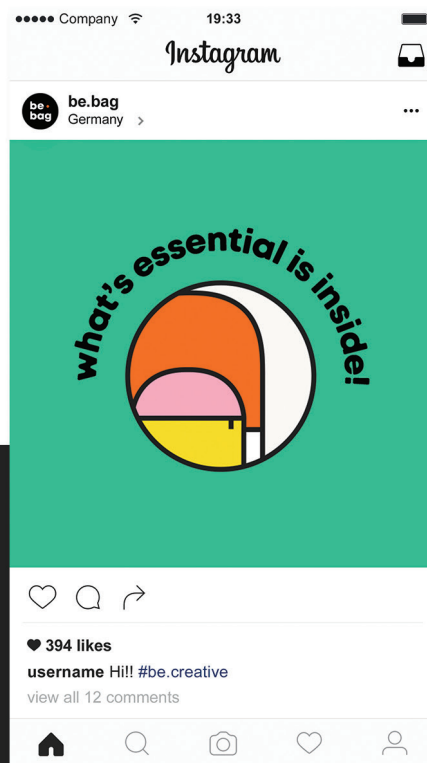 Company
19:33
Instagram
be.
bag
be.bag
Germany
what's essential is inside!
394 likes
username Hi!! #be.creative
view all 12 comments